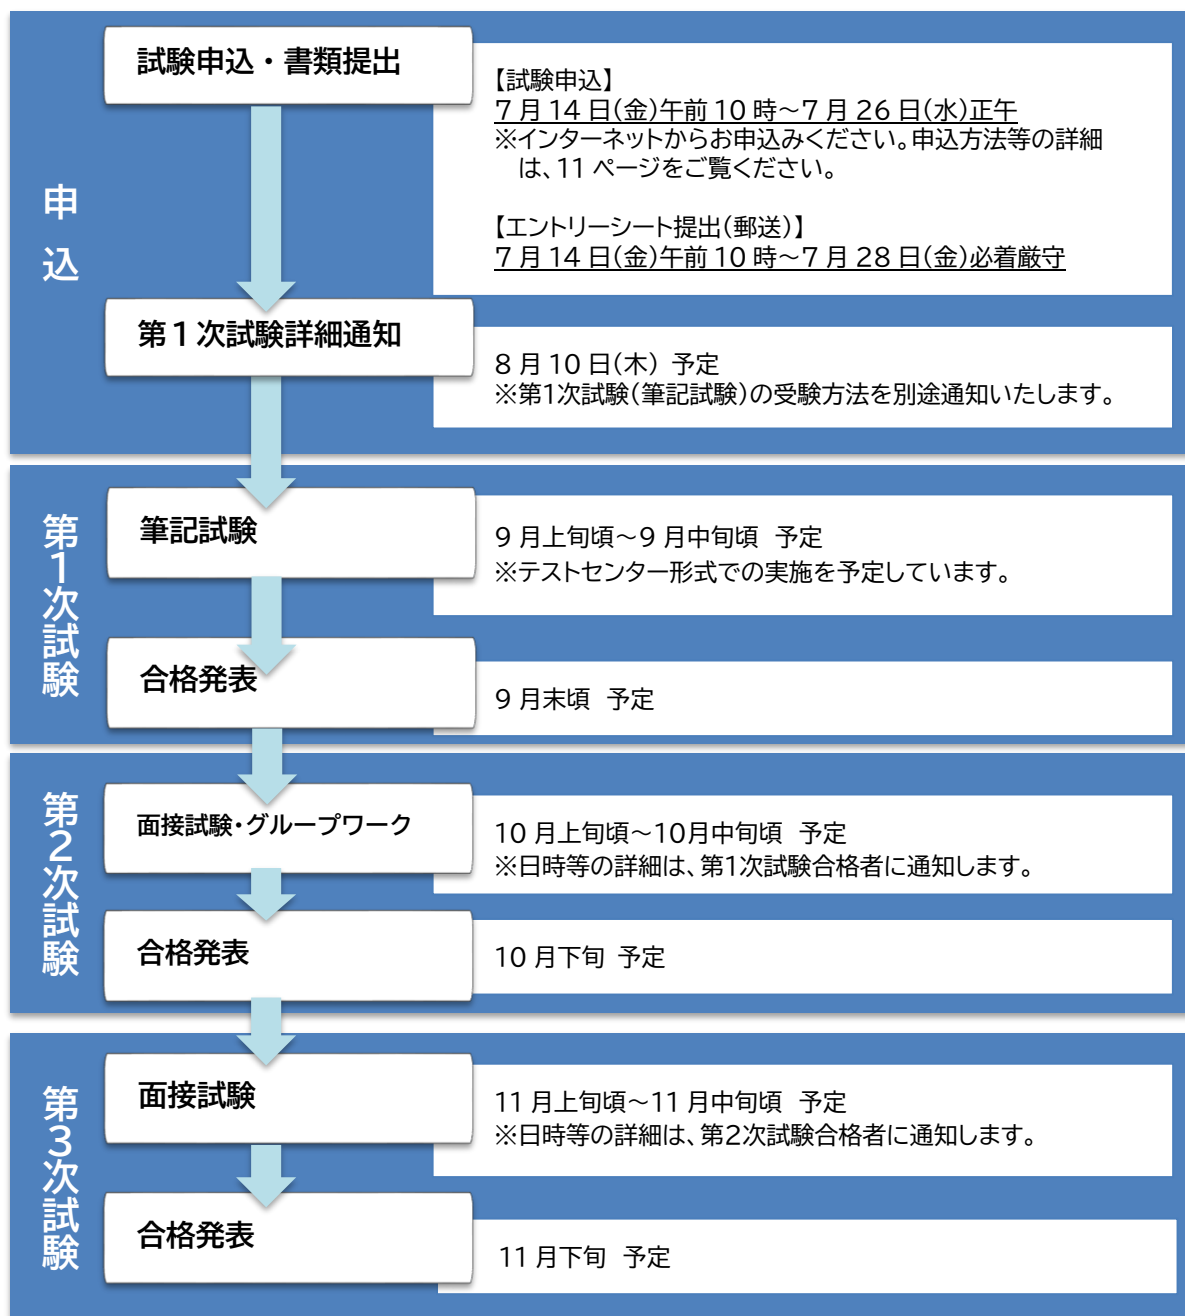 申込
試験申込・書類提出
【試験申込】
7月14日(金)午前10時～7月26日(水)正午
※インターネットからお申込みください。申込方法等の詳細
は、11ページをご覧ください。
【エントリーシート提出(郵送)】
7月14日(金)午前10時～7月28日(金)必着厳守
第1次試験詳細通知
8月10日(木) 予定
※第1次試験(筆記試験)の受験方法を別途通知いたします。
第1次試験
筆記試験
9月上旬頃～9月中旬頃 予定
※テストセンター形式での実施を予定しています。
合格発表
9月末頃 予定
第2次試験
面接試験・グループワーク
10月上旬頃～10月中旬頃 予定
※日時等の詳細は、第1次試験合格者に通知します。
合格発表
10月下旬 予定
第3次試験
面接試験
11月上旬頃～11月中旬頃 予定
※日時等の詳細は、第2次試験合格者に通知します。
合格発表
11月下旬 予定